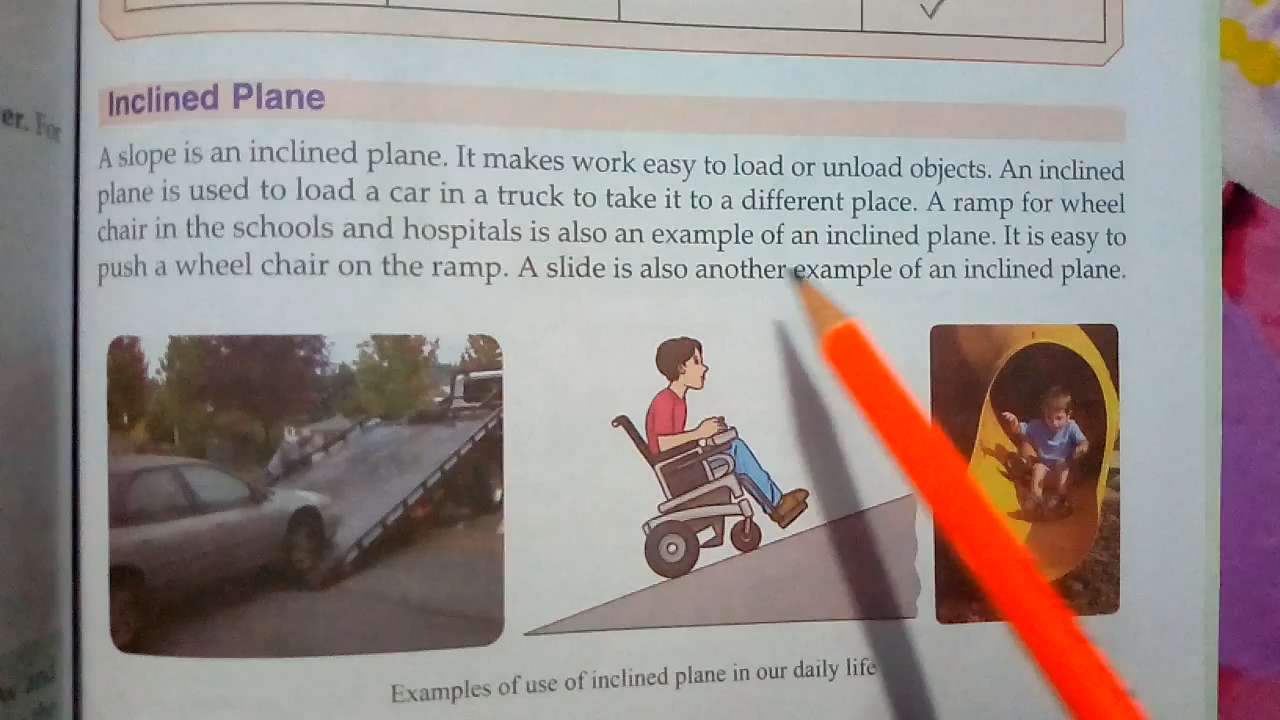 er. For
Inclined Plane
A slope is an inclined plane. It makes work easy to load or unload objects. An inclined
plane is used to load a car in a truck to take it to a different place. A ramp for wheel
chair in the schools and hospitals is also an example of an inclined plane. It is easy to
push a wheel chair on the ramp. A slide is also another example of an inclined plane.
Examples of use of inclined plane in our daily life